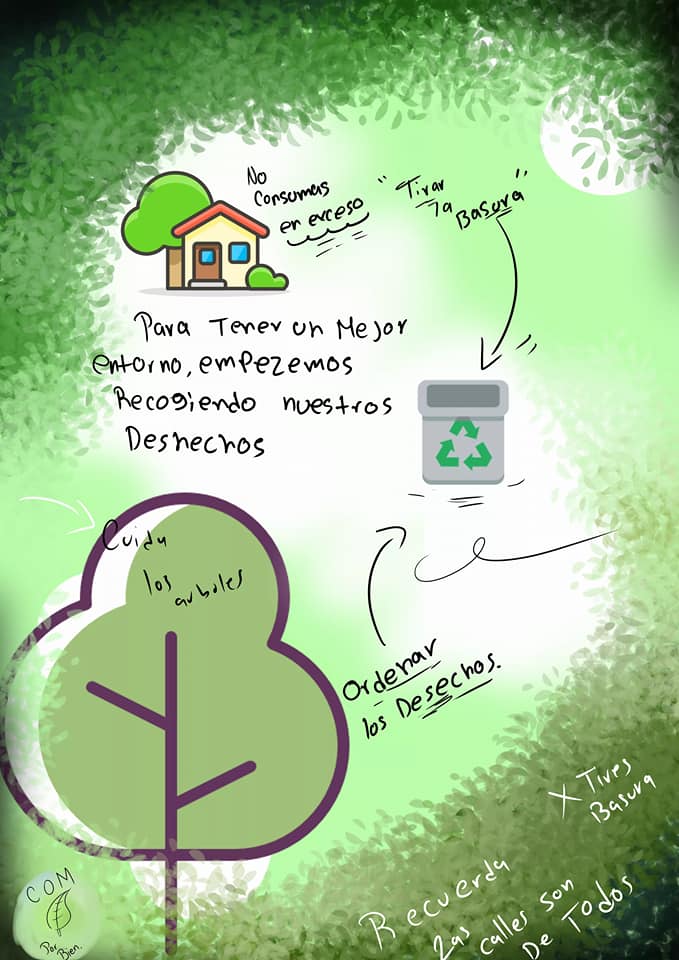 No
Consumas
en exceso
"Tirar
la
Basura"
Para Tener un Mejor
entorno, empezemos
Recogiendo nuestros
Deshechos
Cuida
los arboles
Ordenar
los Desechos.
X Tires
Basura
Recuerda
Las calles son
De Todos
COM
Por
Bien.